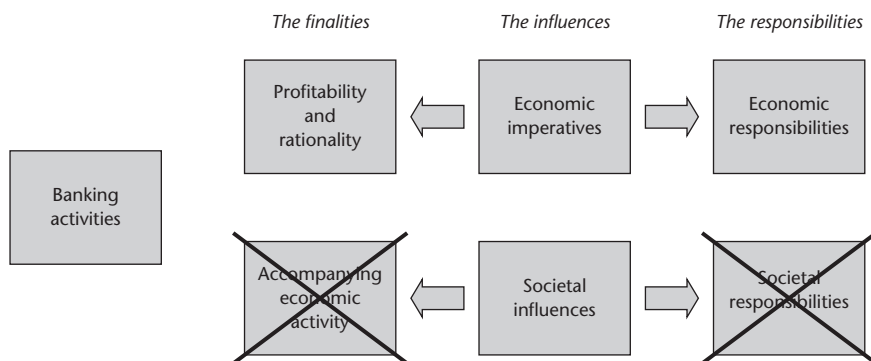 The finalities
The influences
The responsibilities
Profitability
and
rationality
Economic
imperatives
Economic
responsibilities
Banking
activities
Accompanying
economic
activity
Societal
influences
Societal
responsibilities